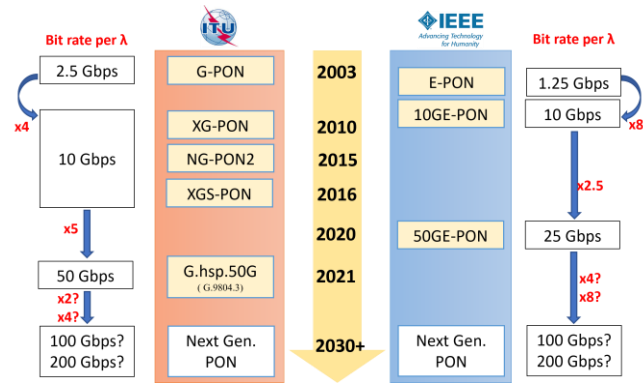 ITU
IEEE
Advancing Technology
for Humanity
Bit rate per λ
Bit rate per λ
2.5 Gbps
G-PON
2003
E-PON
1.25 Gbps
x4
XG-PON
2010
10GE-PON
10 Gbps
x8
10 Gbps
NG-PON2
2015
x2.5
XGS-PON
2016
x5
2020
50GE-PON
25 Gbps
50 Gbps
G.hsp.50G
( G.9804.3)
2021
x2?
x4?
x4?
x8?
100 Gbps?
200 Gbps?
Next Gen.
PON
2030+
Next Gen.
PON
100 Gbps?
200 Gbps?